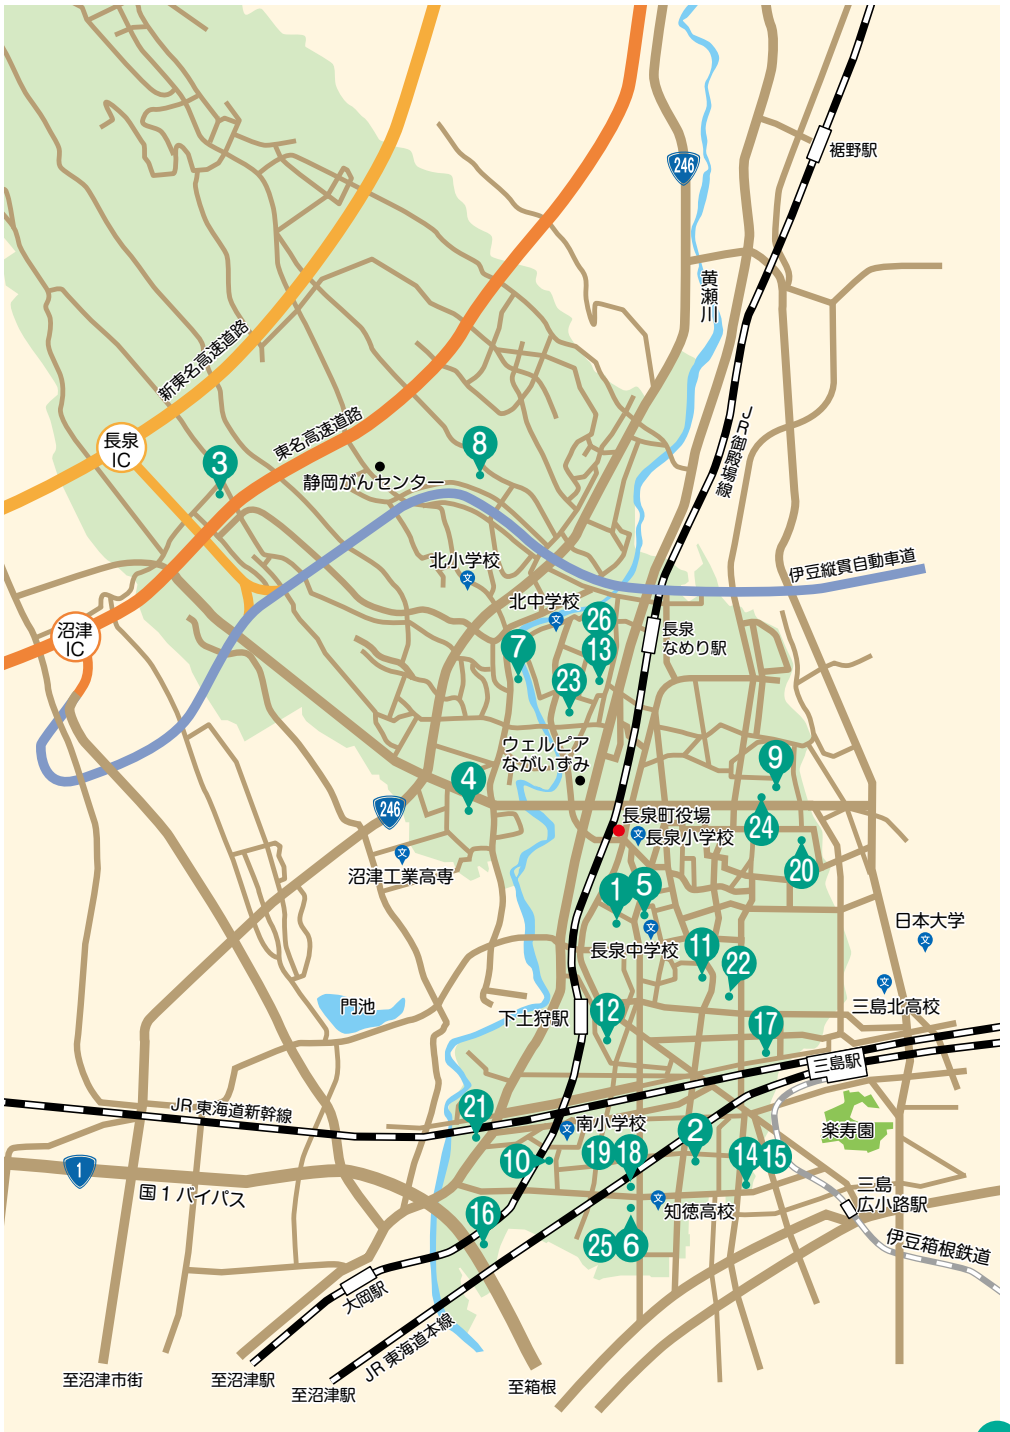 裾野駅
246
黄瀬川
新東名高速道路
JR御殿場線
東名高速道路
長泉
IC
3
8
静岡がんセンター
北小学校
伊豆縦貫自動車道
北中学校
26
沼津
IC
長泉
なめり駅
7
13
23
ウェルピア
ながいずみ
4
9
246
長泉町役場
長泉小学校
24
沼津工業高専
20
1
5
日本大学
長泉中学校
11
22
三島北高校
門池
下土狩駅
12
17
三島駅
JR東海道新幹線
21
南小学校
楽寿園
2
10
19
18
14
15
1
国1バイパス
知徳高校
三島
広小路駅
16
25
6
伊豆箱根鉄道
大岡駅
JR東海道本線
至沼津市街
至沼津駅
至沼津駅
至箱根
文
文
文
文
文
文
文
文
文